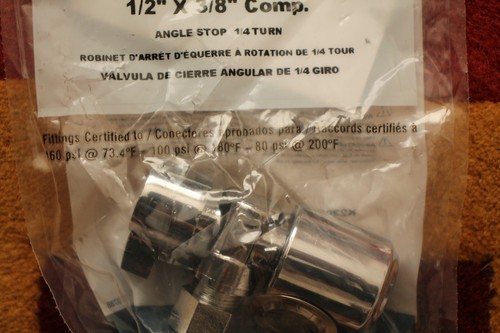 1/2" X 3/8" Comp.
ANGLE STOP 1/4 TURN
ROBINET D'ARRÊT D'ÉQUERRE À ROTATION DE 1/4 TOUR
VÁLVULA DE CIERRE ANGULAR DE 1/4 GIRO
Fittings Certified to / Conectores aprobados para / Raccords certifiés à
160 psi @ 73.4°F - 100 psi @ 180°F - 80 psi @ 200°F